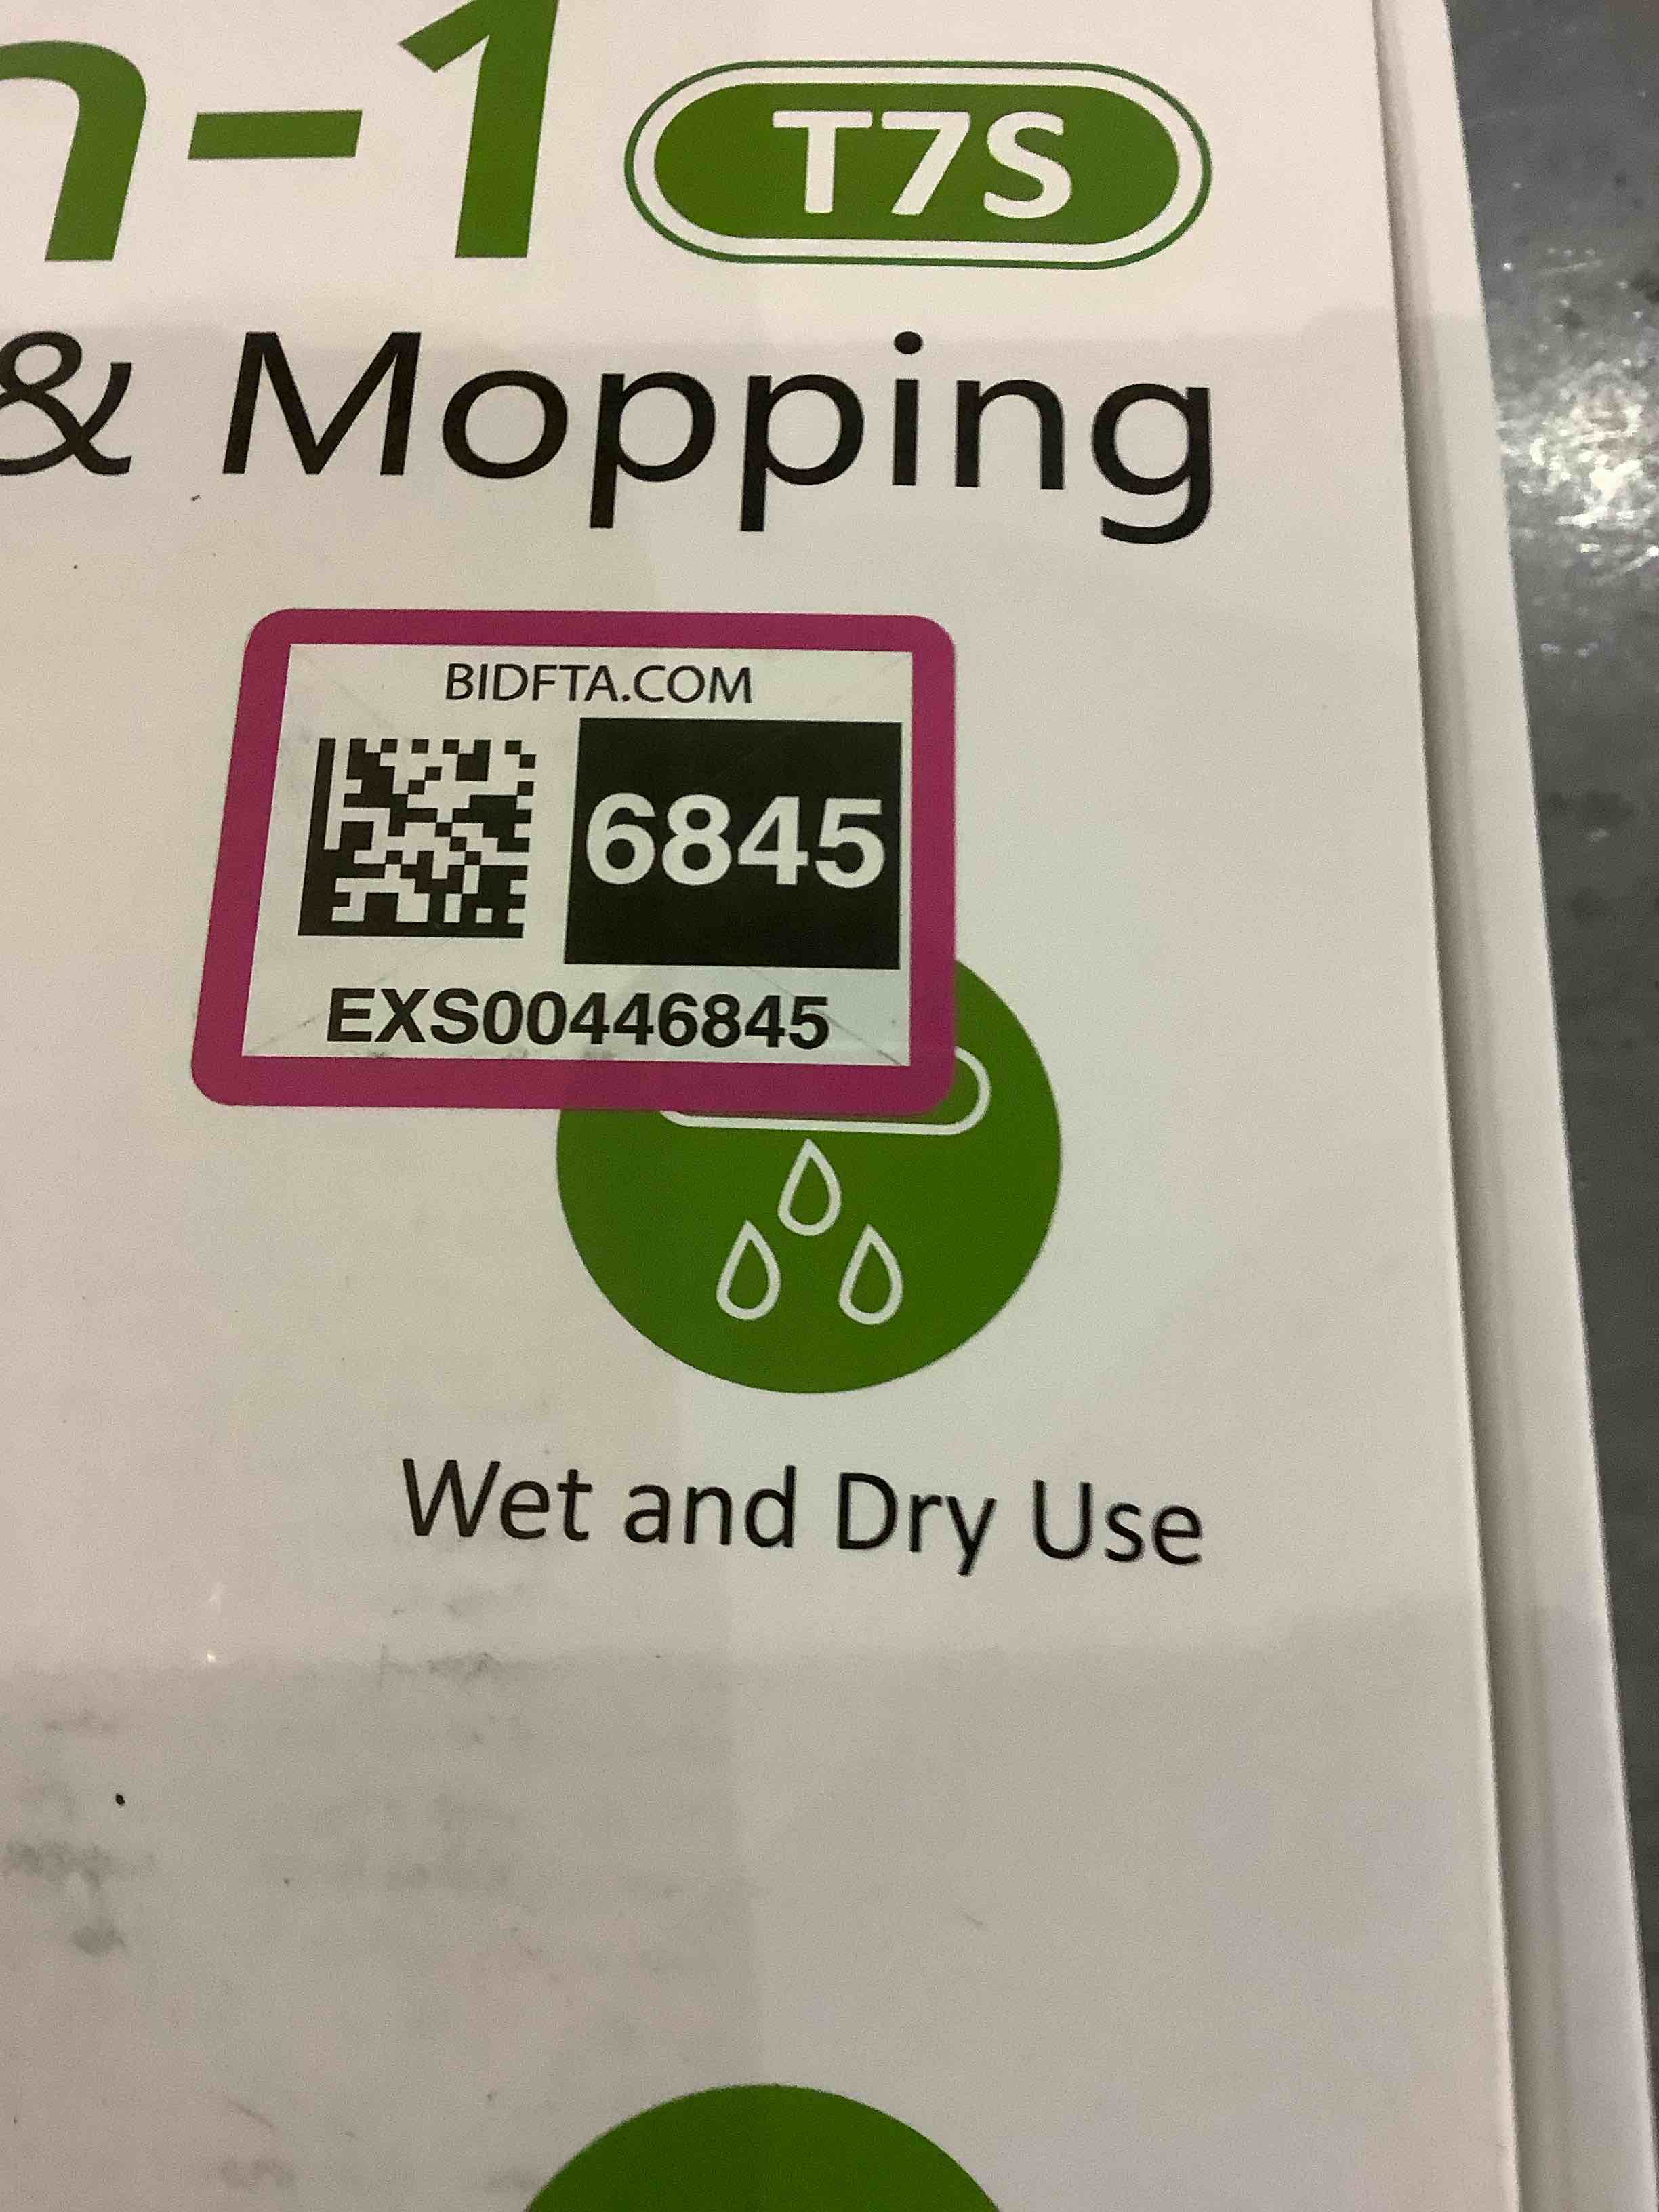 n-1 T7S
& Mopping
BIDFTA.COM
6845
EXS00446845
Wet and Dry Use